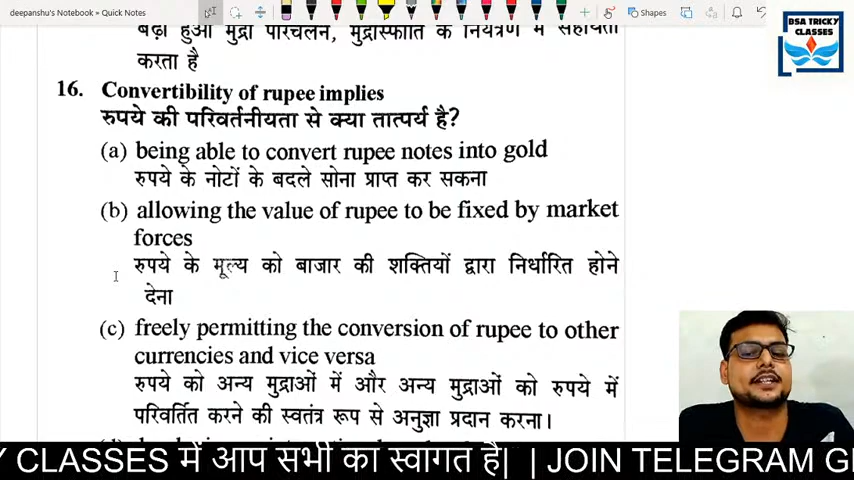 deepanshu's Notebook » Quick Notes
Shapes
BSA TRICKY
CLASSES
बढ़ा हुआ मुद्रा परिचलन, मुद्रास्फीति के नियंत्रण में सहायता
करता है
16. Convertibility of rupee implies
रुपये की परिवर्तनीयता से क्या तात्पर्य है?
(a) being able to convert rupee notes into gold
रुपये के नोटों के बदले सोना प्राप्त कर सकना
(b) allowing the value of rupee to be fixed by market
forces
रुपये के मूल्य को बाजार की शक्तियों द्वारा निर्धारित होने
देना
(c) freely permitting the conversion of rupee to other
currencies and vice versa
रुपये को अन्य मुद्राओं में और अन्य मुद्राओं को रुपये में
परिवर्तित करने की स्वतंत्र रूप से अनुज्ञा प्रदान करना।
Y CLASSES में आप सभी का स्वागत है| | JOIN TELEGRAM G